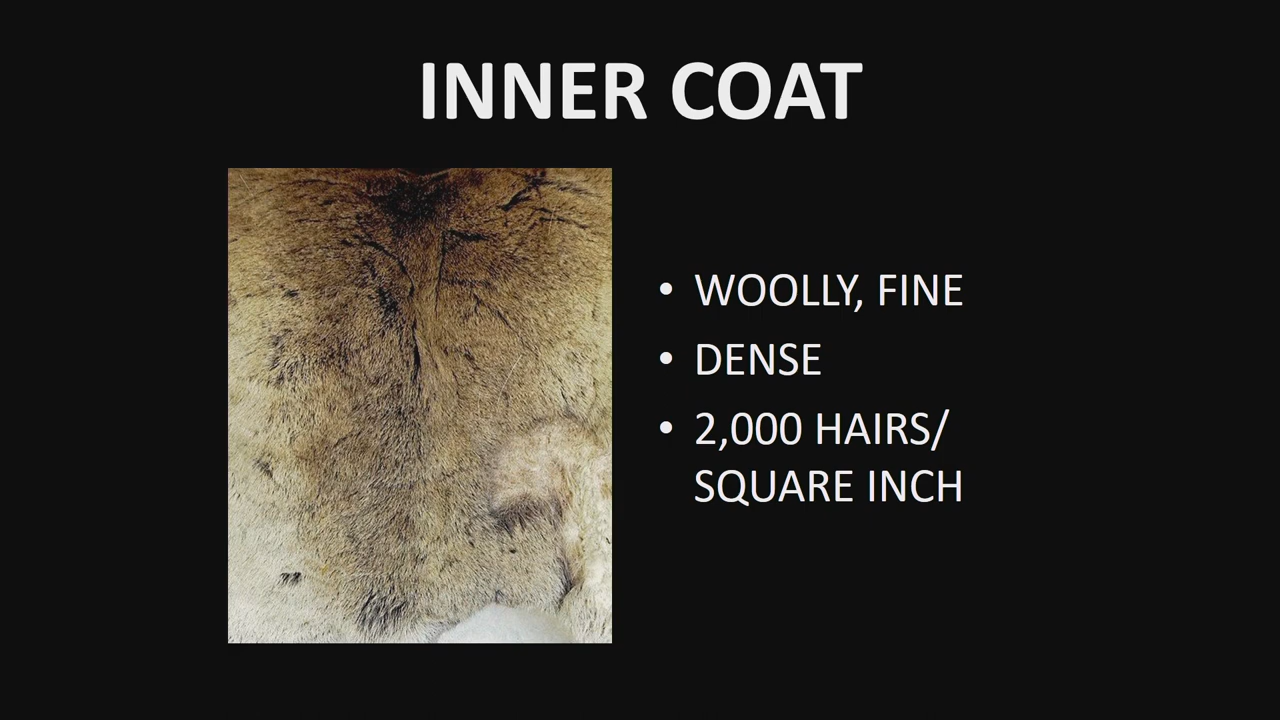 INNER COAT
• WOOLLY, FINE
• DENSE
• 2,000 HAIRS/
SQUARE INCH